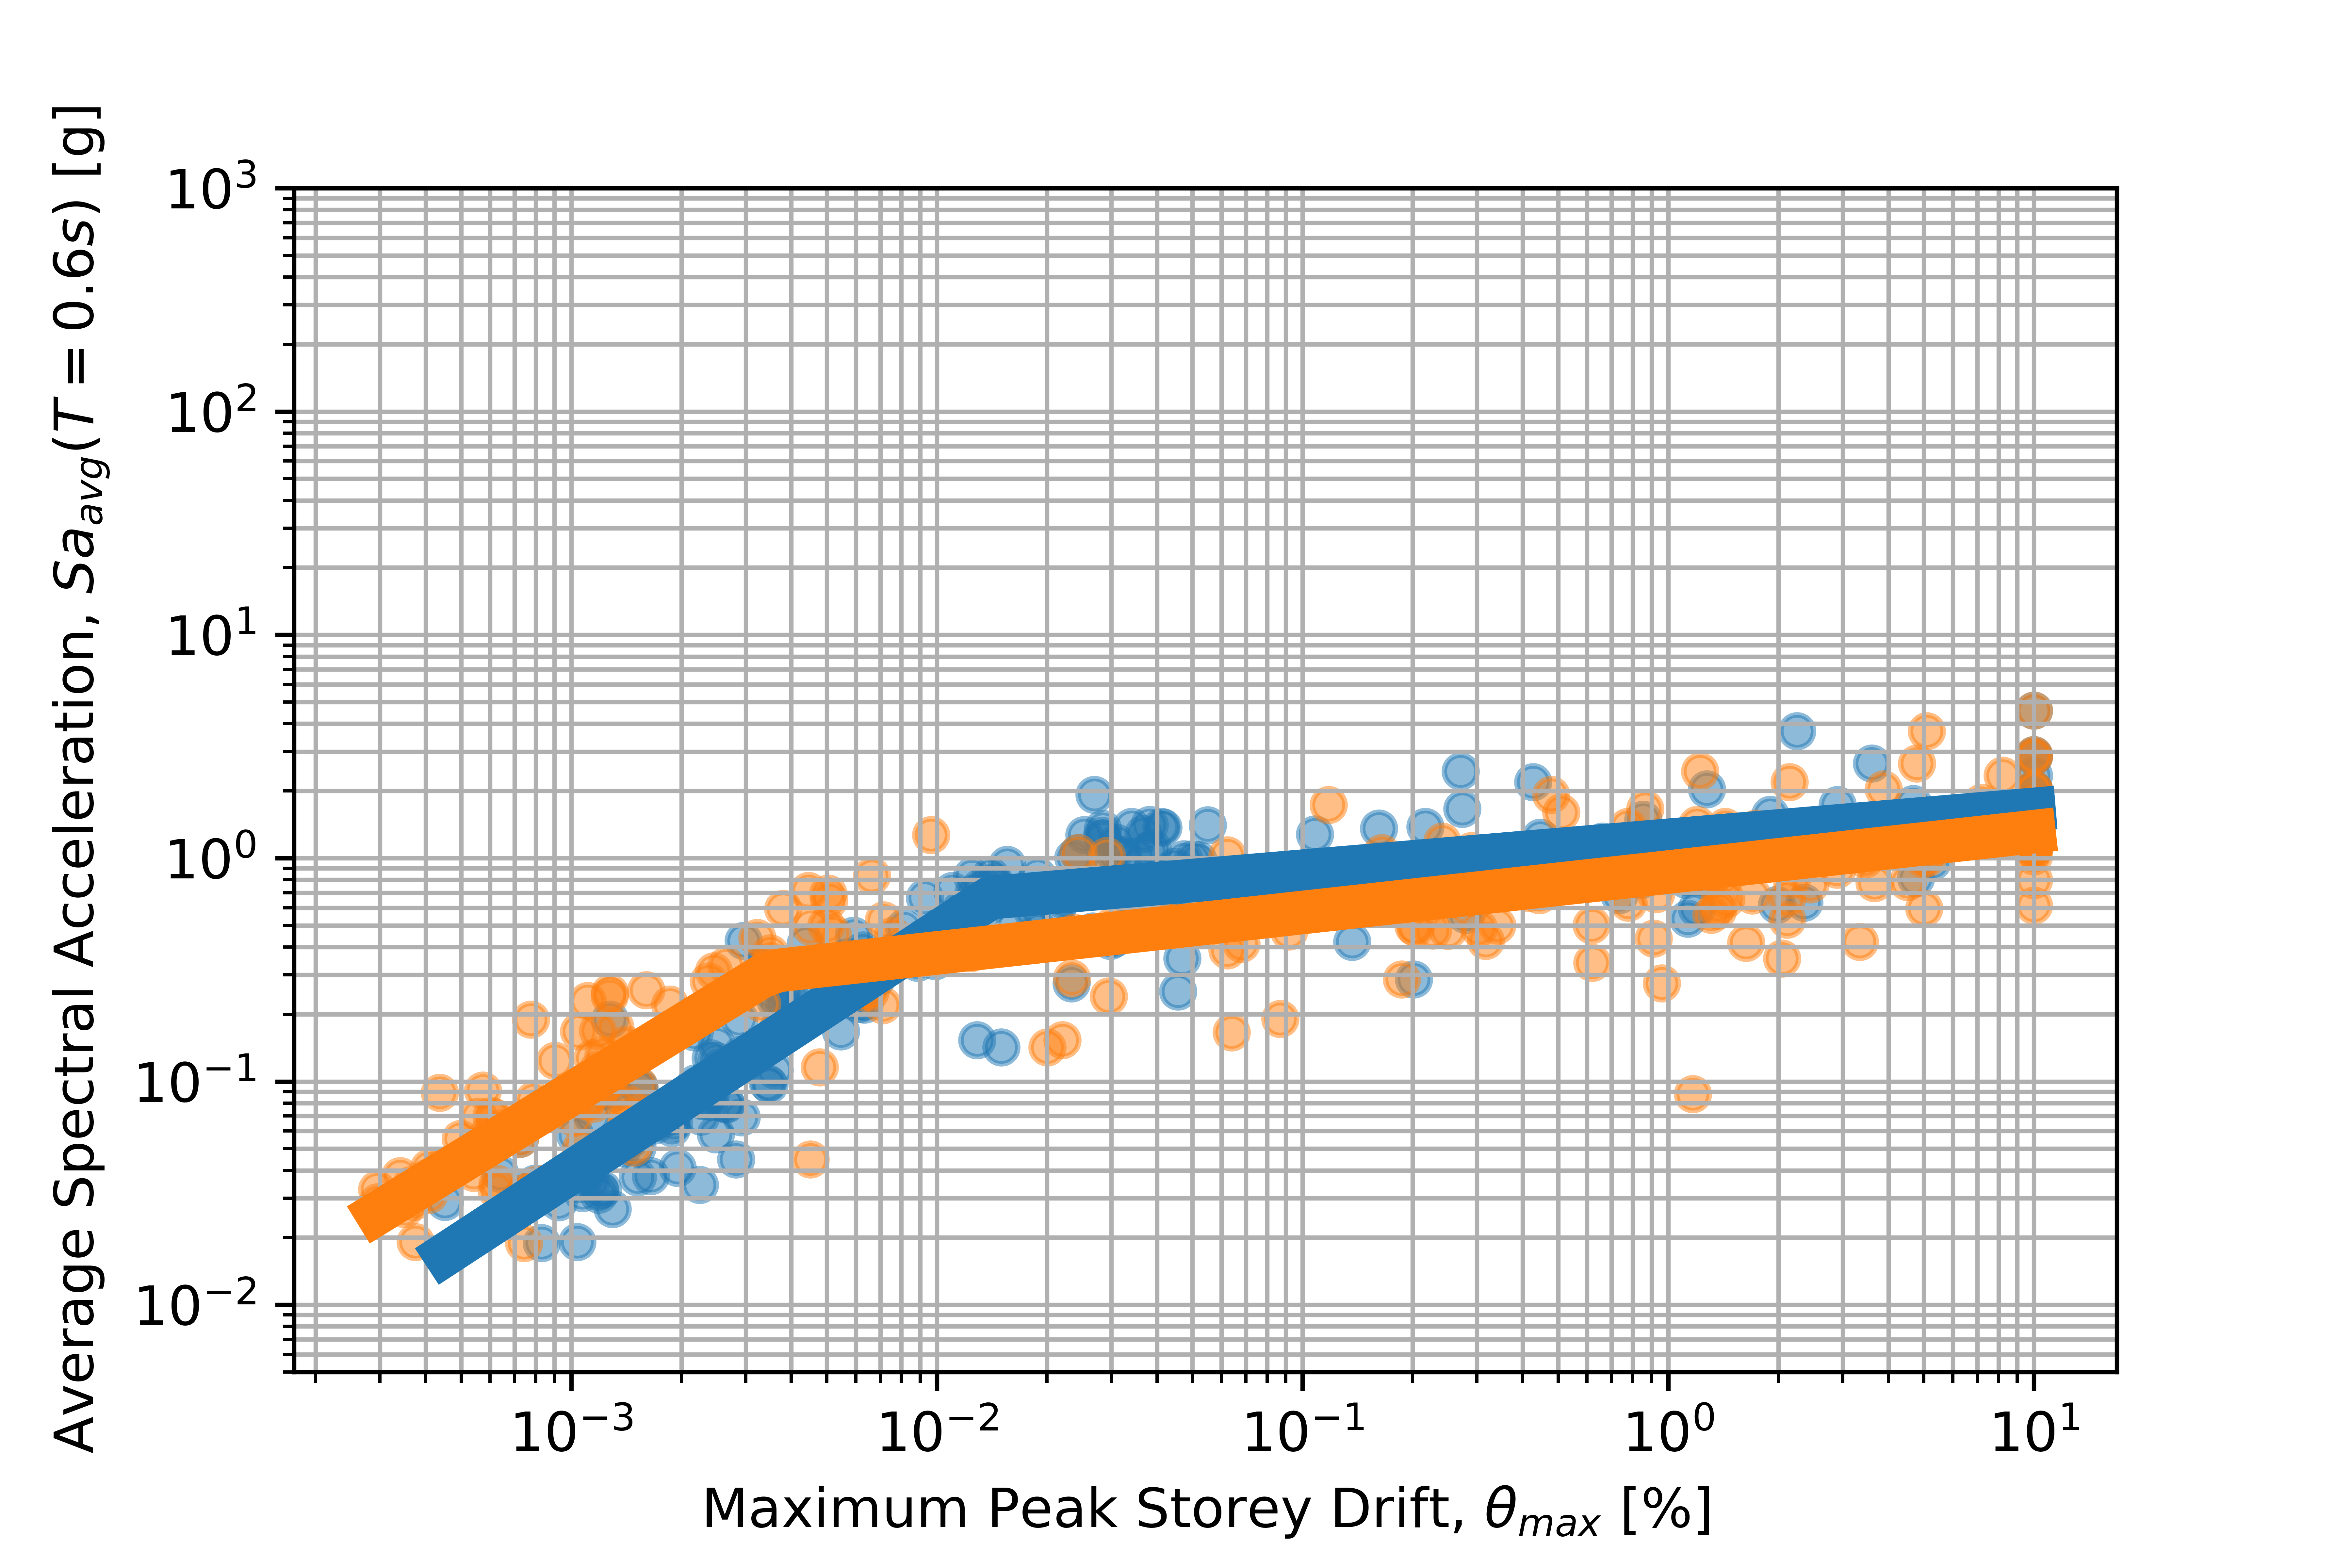 Average Spectral Acceleration, Sa_avg(T = 0.6s) [g]
10^3
10^2
10^1
10^0
10^−1
10^−2
10^−3 10^−2 10^−1 10^0 10^1
Maximum Peak Storey Drift, θ_max [%]